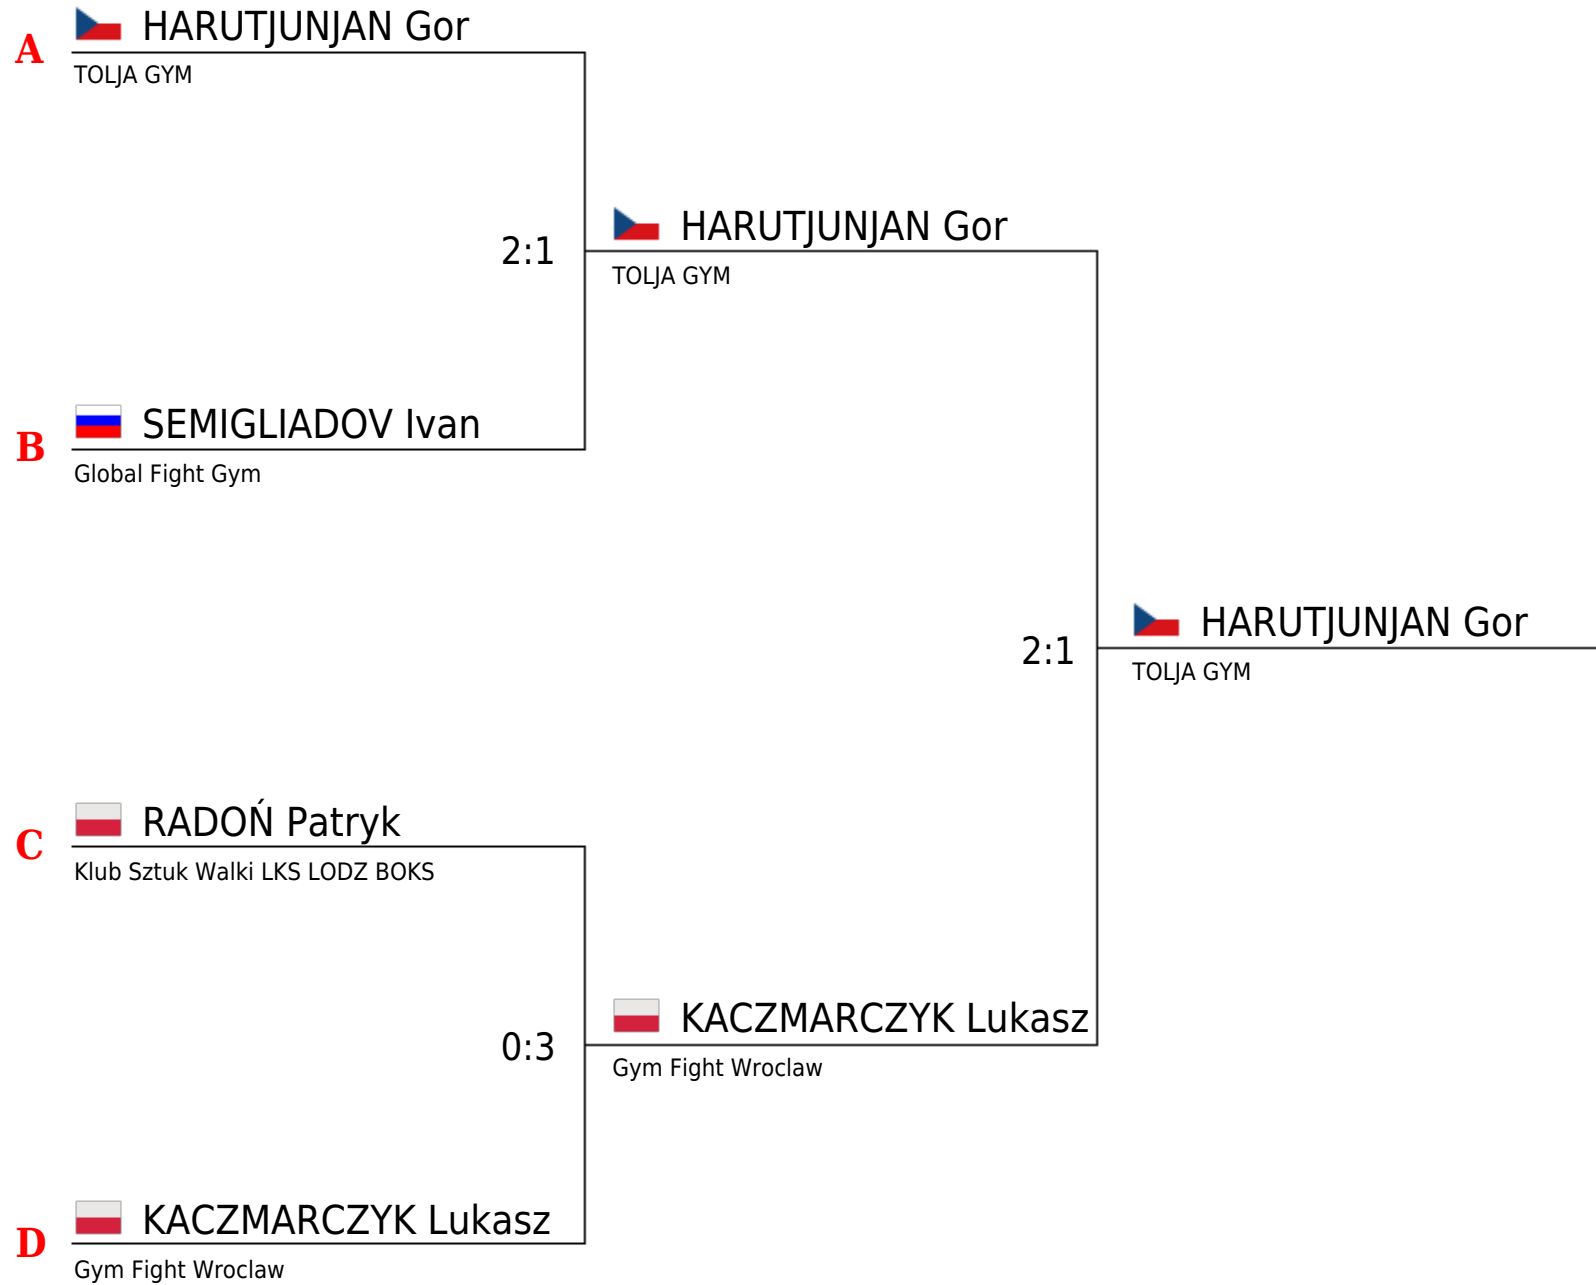 A
HARUTJUNJAN Gor
TOLJA GYM
2:1
HARUTJUNJAN Gor
TOLJA GYM
B
SEMIGLIADOV Ivan
Global Fight Gym
2:1
HARUTJUNJAN Gor
TOLJA GYM
C
RADOŃ Patryk
Klub Sztuk Walki LKS LODZ BOKS
0:3
KACZMARCZYK Lukasz
Gym Fight Wroclaw
D
KACZMARCZYK Lukasz
Gym Fight Wroclaw